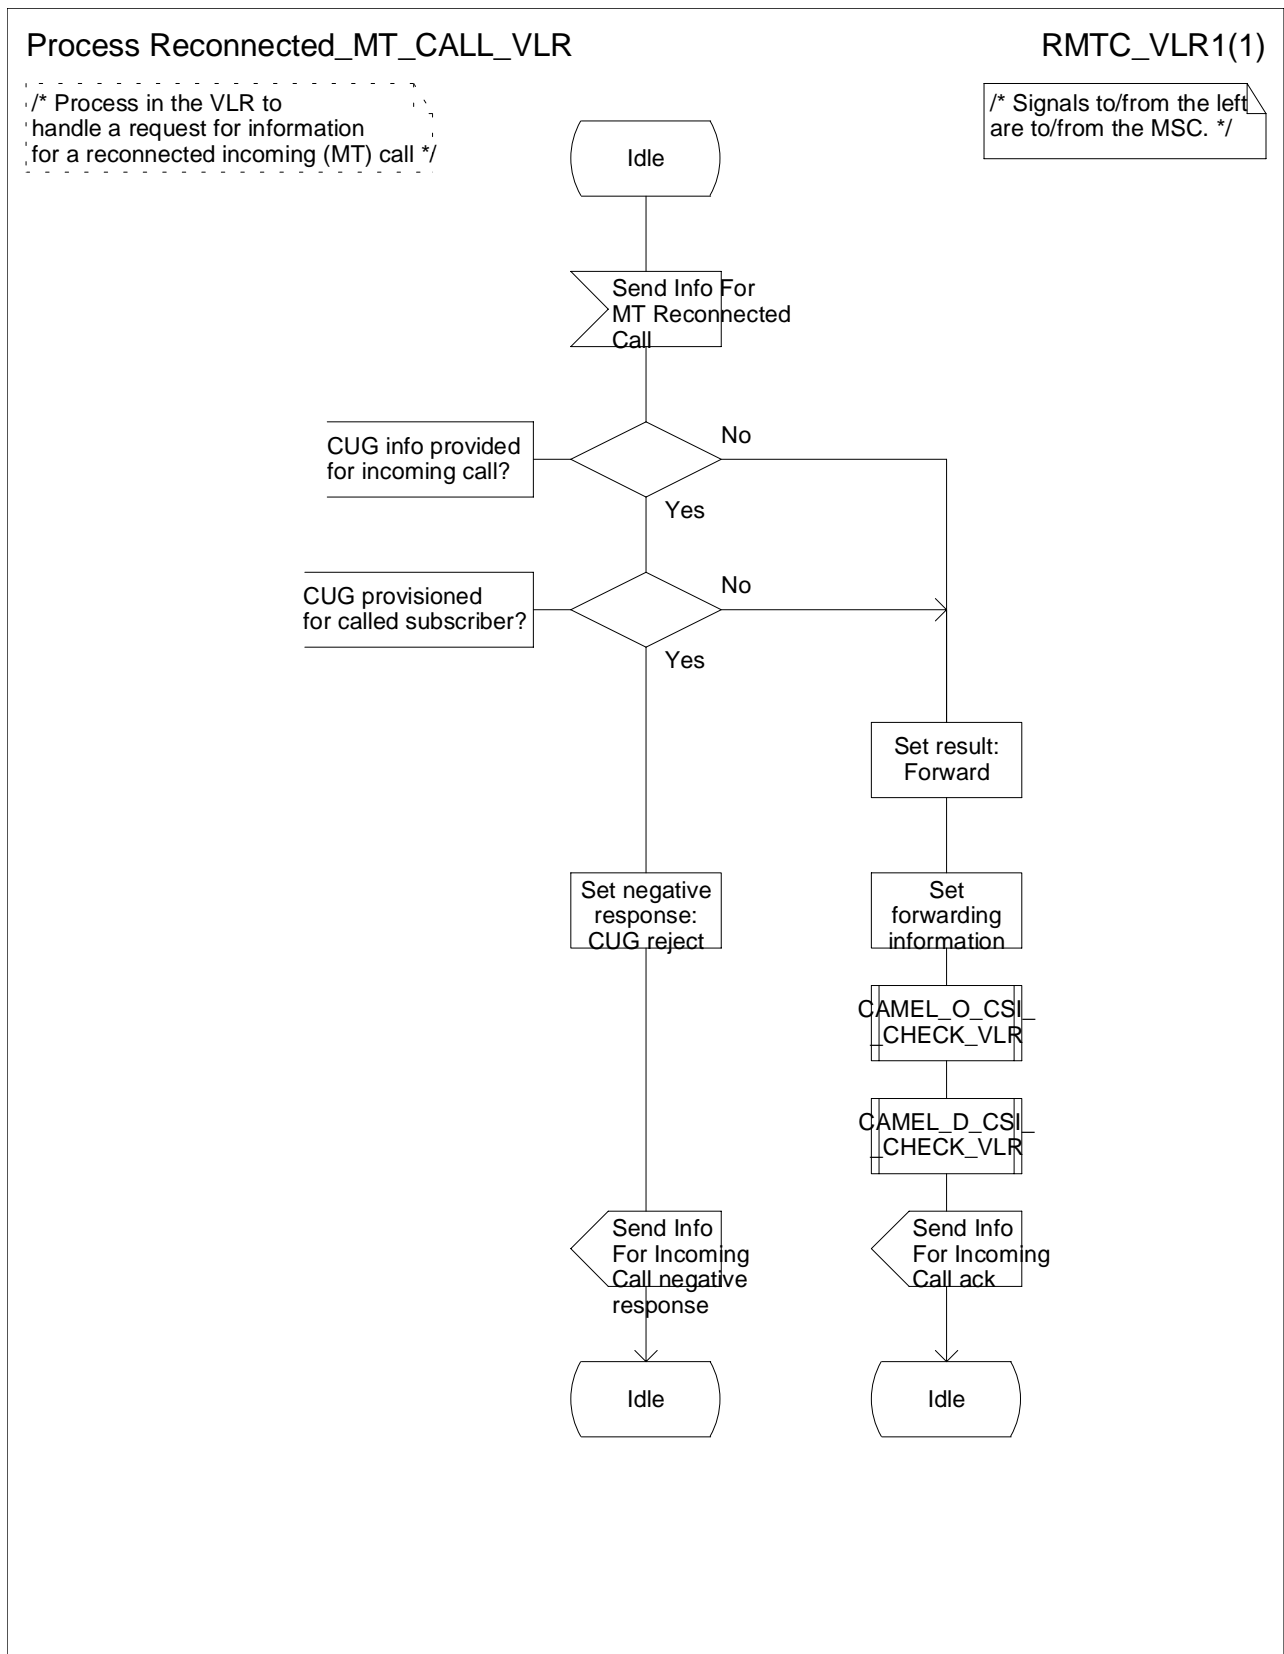 Process Reconnected_MT_CALL_VLR
RMTC_VLR1(1)
/* Process in the VLR to
handle a request for information
for a reconnected incoming (MT) call */
/* Signals to/from the left
are to/from the MSC. */
Idle
Send Info For
MT Reconnected
Call
CUG info provided
for incoming call?
No
Yes
CUG provisioned
for called subscriber?
No
Yes
Set result:
Forward
Set negative
response:
CUG reject
Set
forwarding
information
CAMEL_O_CSI_
_CHECK_VLR
CAMEL_D_CSI_
_CHECK_VLR
Send Info
For Incoming
Call negative
response
Send Info
For Incoming
Call ack
Idle
Idle